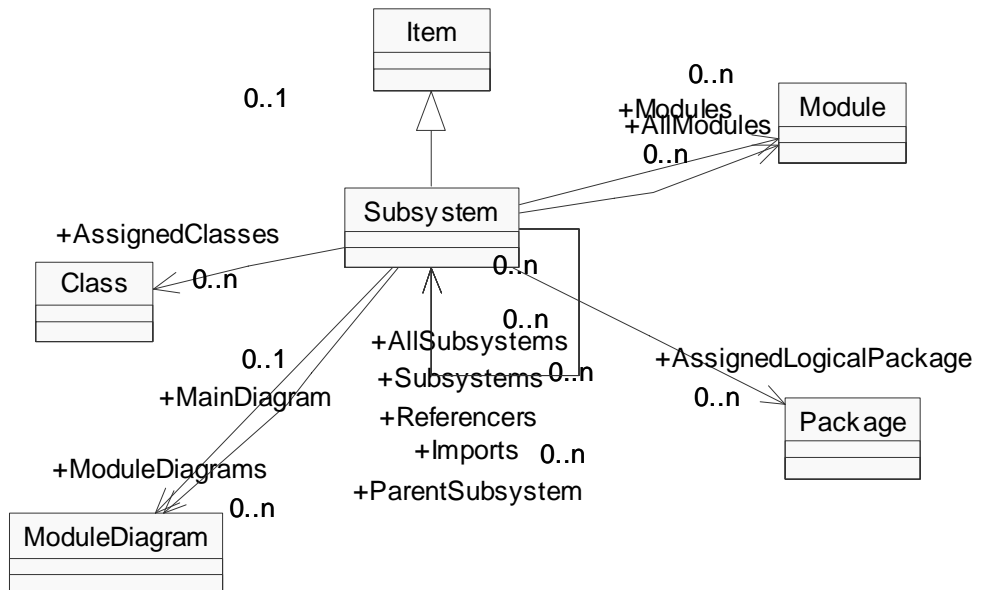 Item
0..n
0..1
+Modules
Module
+AllModules
0..n
Subsystem
+AssignedClasses
0..n
Class
0..n
0..n
+AllSubsystems
0..1
+AssignedLogicalPackage
+Subsystems
0..n
+MainDiagram
0..n
+Referencers
Package
+Imports
0..n
+ModuleDiagrams
+ParentSubsystem
0..n
ModuleDiagram